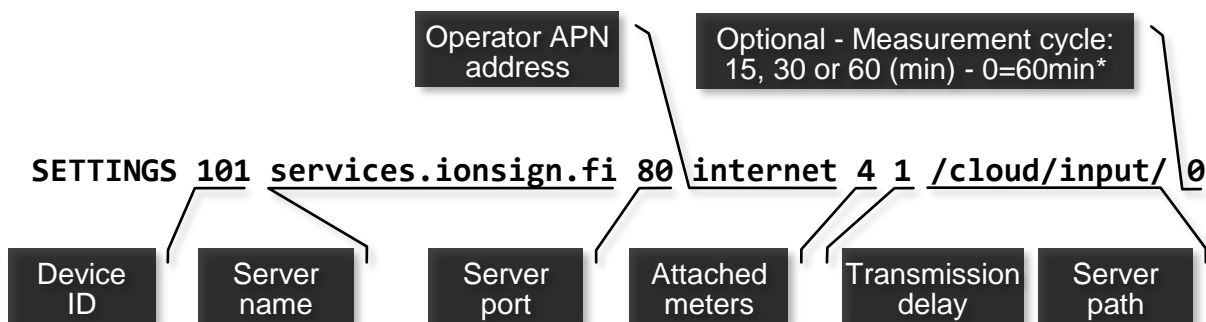 Operator APN
address
Optional - Measurement cycle:
15, 30 or 60 (min) - 0=60min*
SETTINGS 101 services.ionsign.fi 80 internet 4 1 /cloud/input/ 0
Device
ID
Server
name
Server
port
Attached
meters
Transmission
delay
Server
path